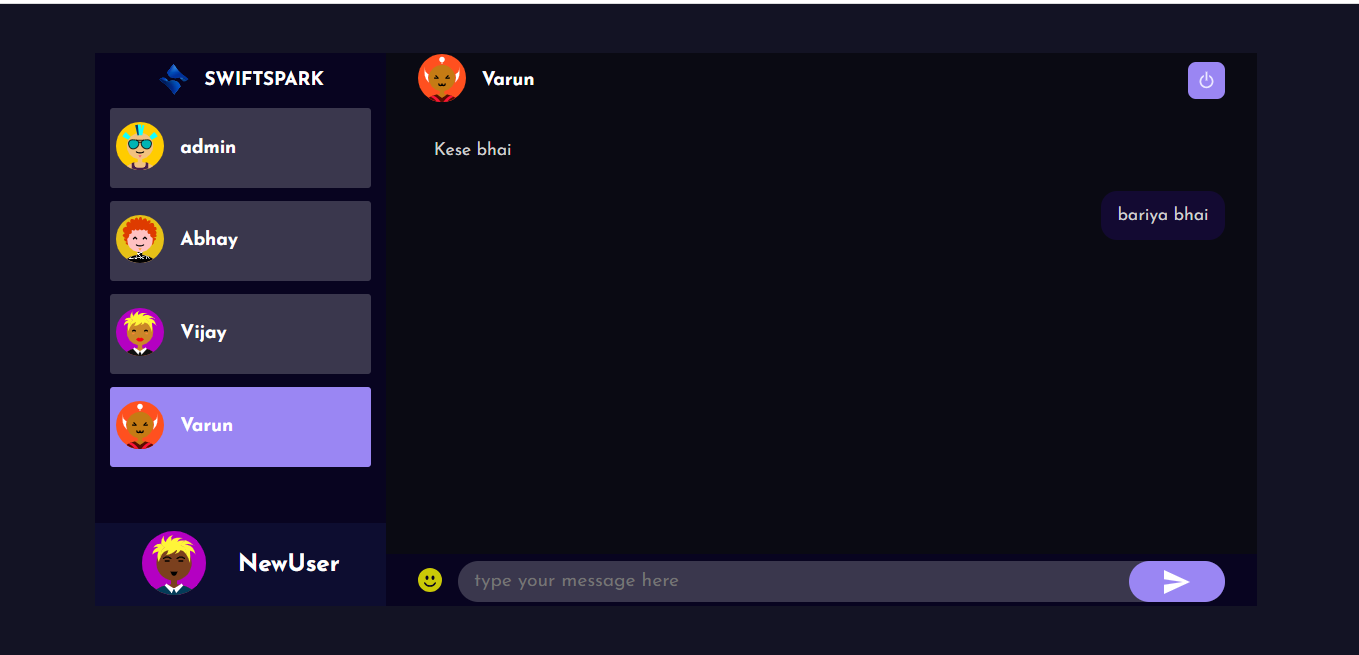 SWIFTSPARK
admin
Abhay
Vijay
Varun
NewUser
Varun
Kese bhai
bariya bhai
type your message here